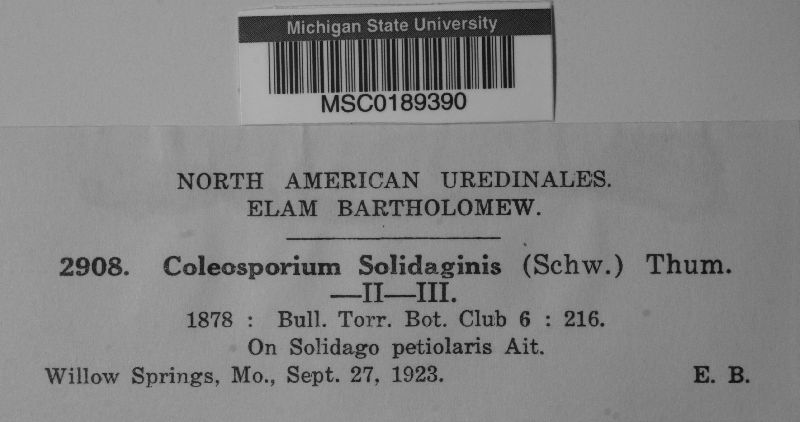 Michigan State University
MSC0189390
NORTH AMERICAN UREDINALES.
ELAM BARTHOLOMEW.
2908. Coleosporium Solidaginis (Schw.) Thum.
—II—III.
1878 : Bull. Torr. Bot. Club 6 : 216.
On Solidago petiolaris Ait.
Willow Springs, Mo., Sept. 27, 1923. E. B.